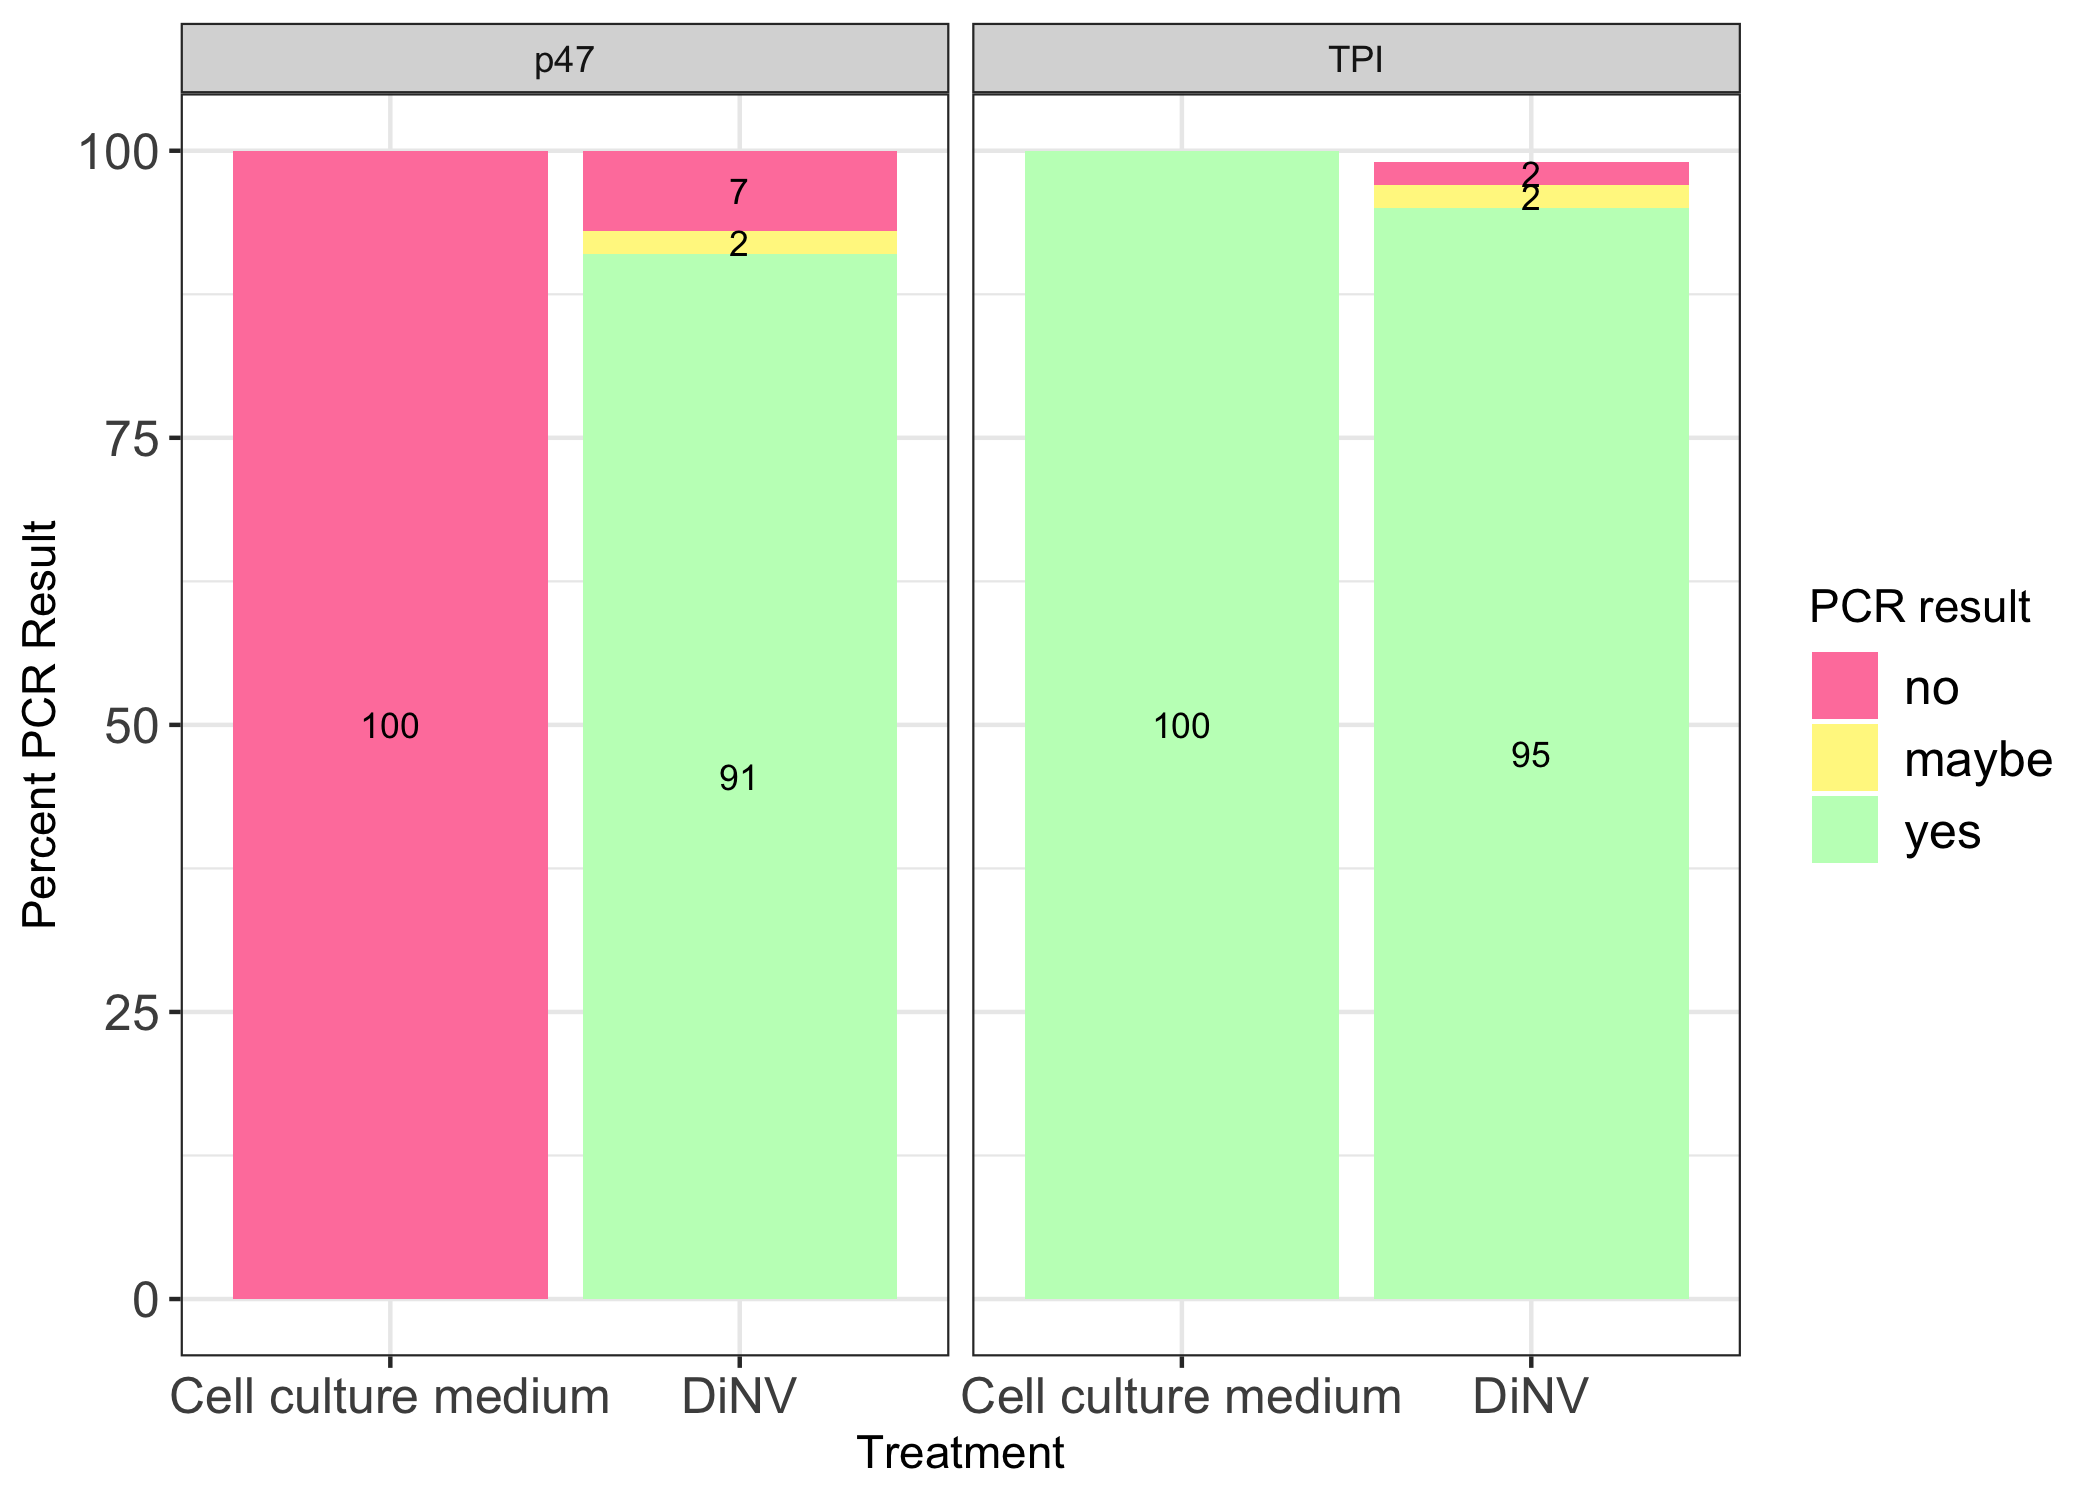 p47
TPI
Percent PCR Result
100
75
50
25
0
100
7
2
91
100
2
2
95
Cell culture medium
DiNV
Cell culture medium
DiNV
Treatment
PCR result
no
maybe
yes